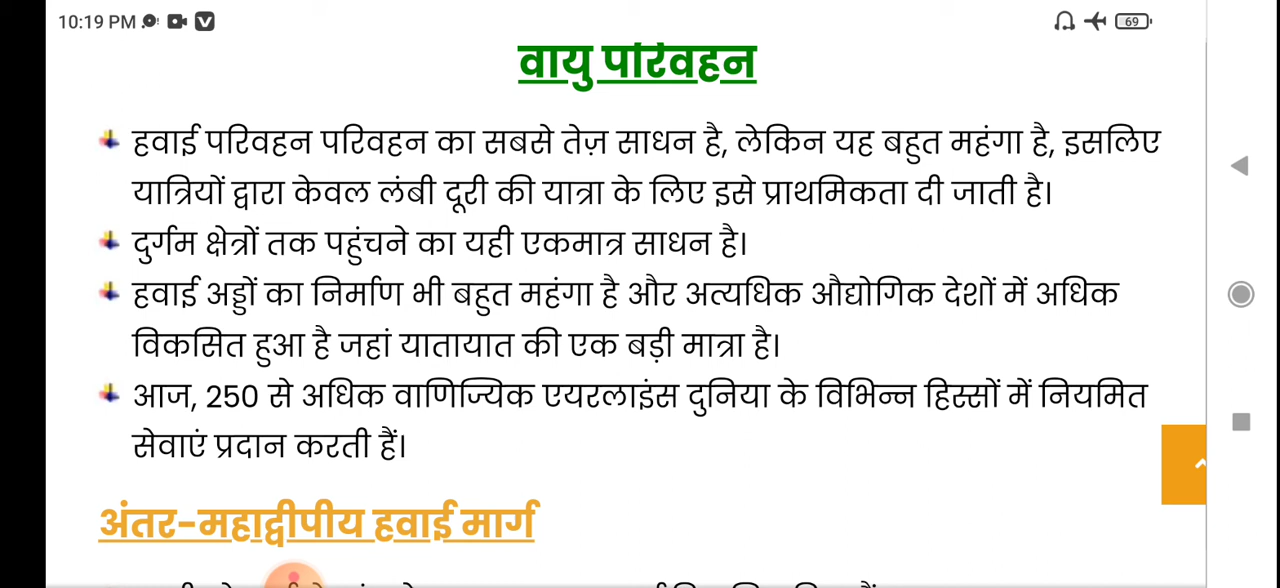 10:19 PM
69
वायु परिवहन
हवाई परिवहन परिवहन का सबसे तेज़ साधन है, लेकिन यह बहुत महंगा है, इसलिए
यात्रियों द्वारा केवल लंबी दूरी की यात्रा के लिए इसे प्राथमिकता दी जाती है।
दुर्गम क्षेत्रों तक पहुंचने का यही एकमात्र साधन है।
हवाई अड्डों का निर्माण भी बहुत महंगा है और अत्यधिक औद्योगिक देशों में अधिक
विकसित हुआ है जहां यातायात की एक बड़ी मात्रा है।
आज, 250 से अधिक वाणिज्यिक एयरलाइंस दुनिया के विभिन्न हिस्सों में नियमित
सेवाएं प्रदान करती हैं।
अंतर-महाद्वीपीय हवाई मार्ग